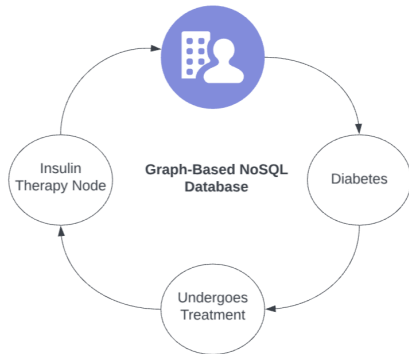 Graph-Based NoSQL
Database
Diabetes
Undergoes
Treatment
Insulin
Therapy Node